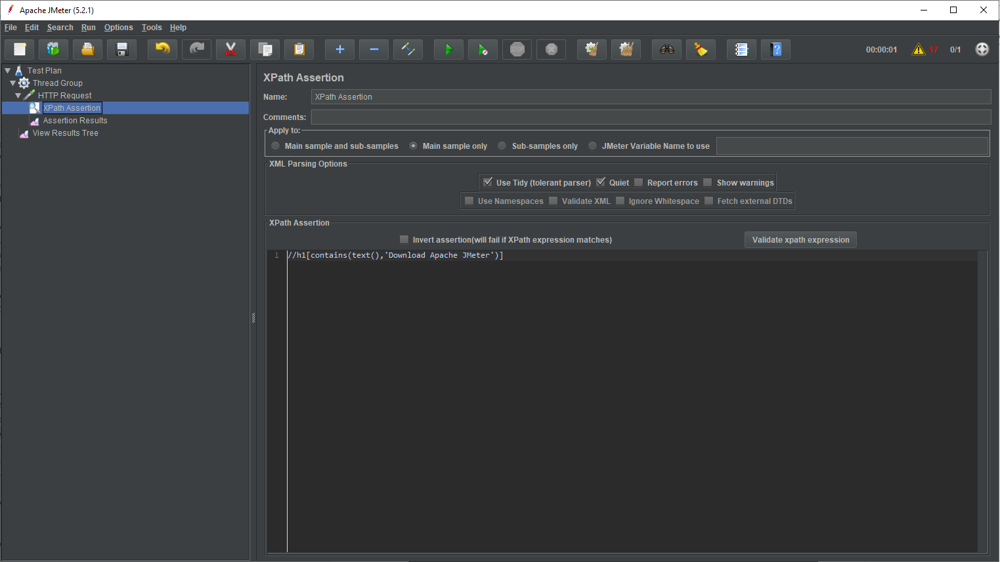 Apache JMeter (5.2.1)
File Edit Search Run Options Tools Help
STOP
00:00:01 17 0/1
Test Plan
Thread Group
HTTP Request
XPath Assertion
Assertion Results
View Results Tree
XPath Assertion
Name: XPath Assertion
Comments:
Apply to:
Main sample and sub-samples Main sample only Sub-samples only JMeter Variable Name to use
XML Parsing Options
Use Tidy (tolerant parser) Quiet Report errors Show warnings
Use Namespaces Validate XML Ignore Whitespace Fetch external DTDs
XPath Assertion
Invert assertion(will fail if XPath expression matches) Validate xpath expression
1 //h1[contains(text(),'Download Apache JMeter')]